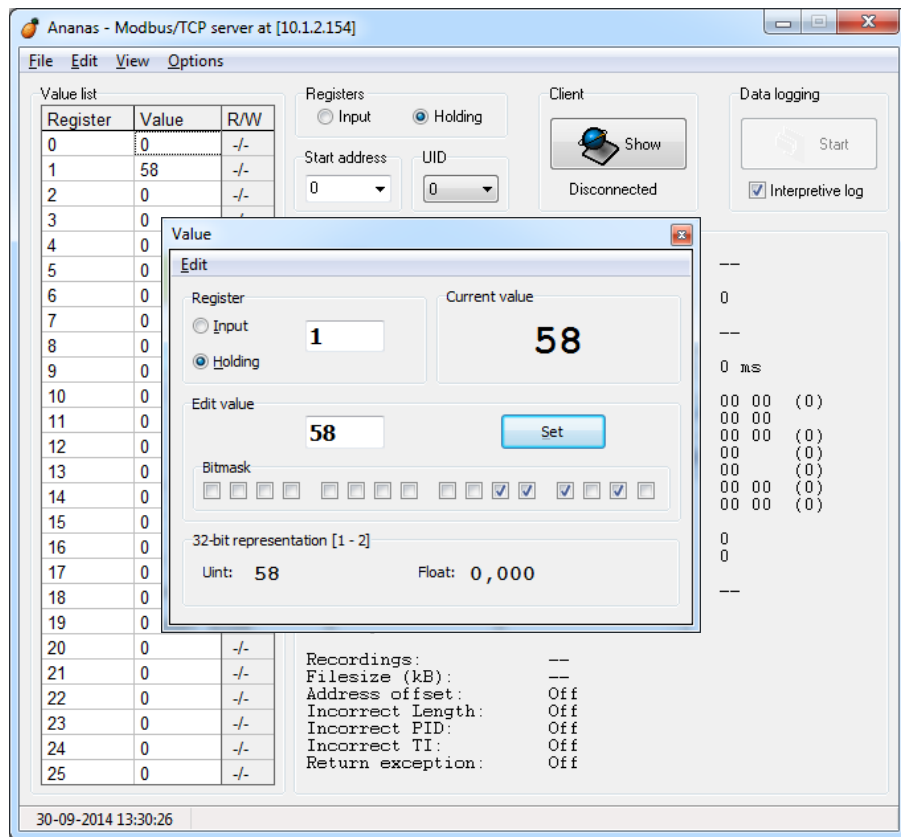 Ananas - Modbus/TCP server at [10.1.2.154]
File Edit View Options
Value list
Register Value R/W
0 0 -/-
1 58 -/-
2 0 -/-
3 0 -/-
4 0
5 0
6 0
7 0
8 0
9 0
10 0
11 0
12 0
13 0
14 0
15 0
16 0
17 0
18 0
19 0
20 0 -/-
21 0 -/-
22 0 -/-
23 0 -/-
24 0 -/-
25 0 -/-
Registers
Input Holding
Start address
0
UID
0
Client
Show
Disconnected
Data logging
Start
Interpretive log
Value
Edit
Register
Input
Holding
1
Current value
58
Edit value
58
Set
Bitmask
32-bit representation [1 - 2]
Uint: 58 Float: 0,000
--
0
--
0 ms
00 00 (0)
00 00
00 00 (0)
00 (0)
00 (0)
00 00 (0)
00 00 (0)
0
0
--
Recordings: --
Filesize (kB): --
Address offset: Off
Incorrect Length: Off
Incorrect PID: Off
Incorrect TI: Off
Return exception: Off
30-09-2014 13:30:26